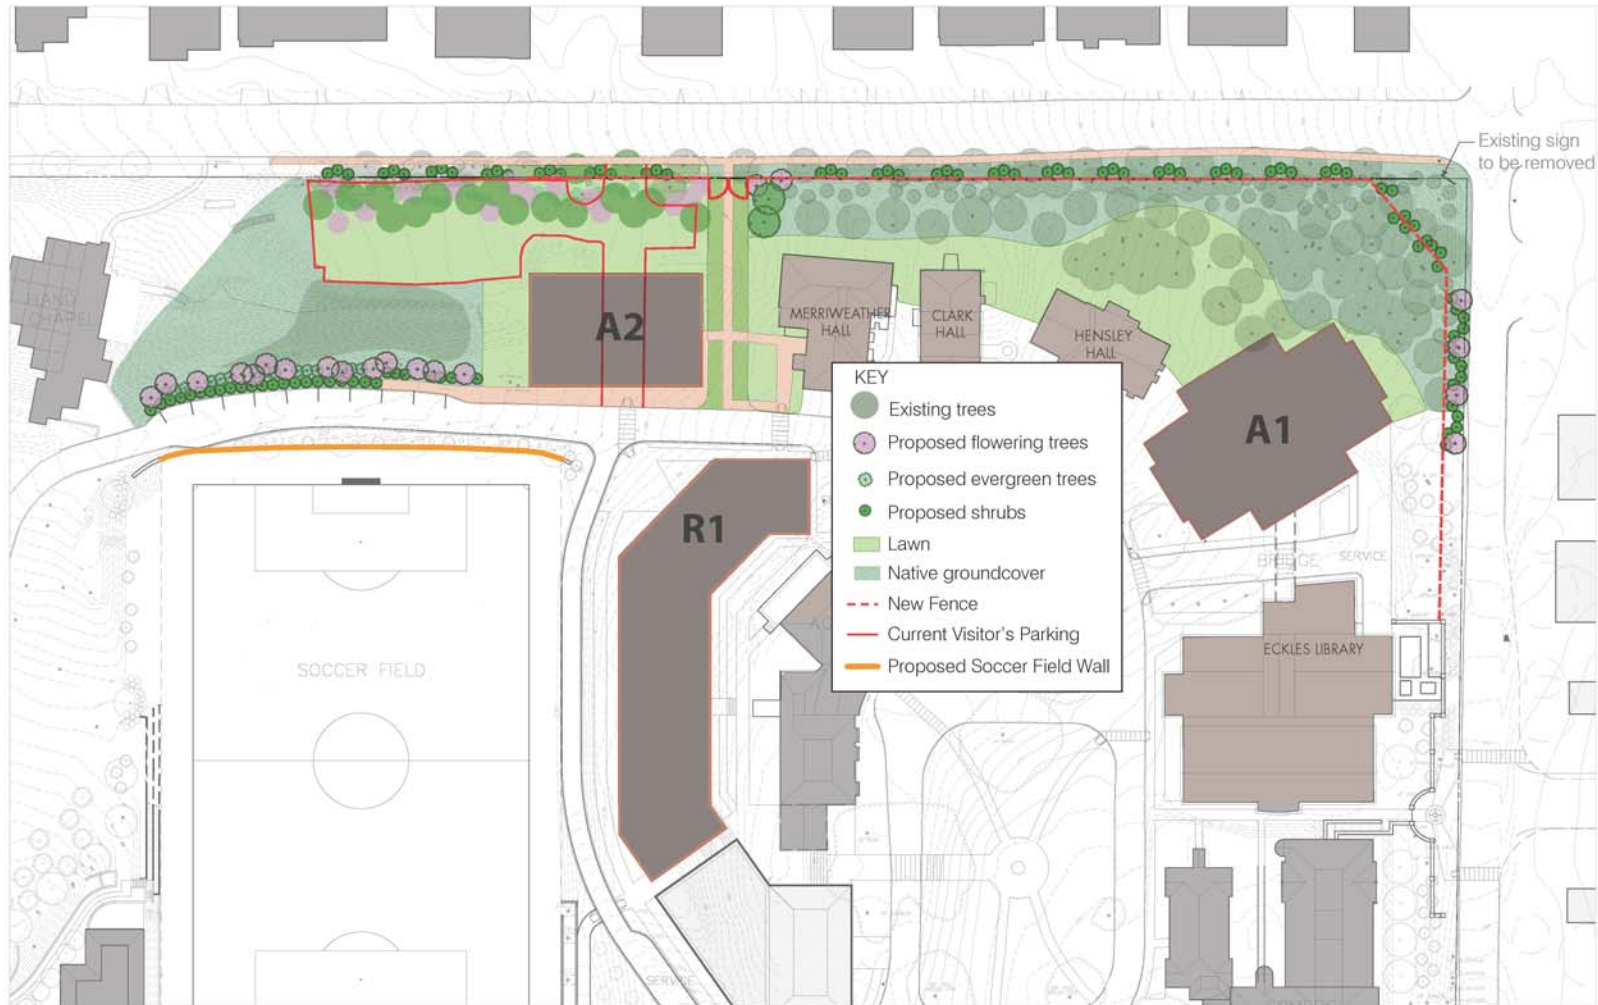 Existing sign
to be removed
HANIS
CHAPEL
A2
MERRIWEATHER
HALL
CLARK
HALL
HENSLEY
HALL
A1
KEY
Existing trees
Proposed flowering trees
Proposed evergreen trees
Proposed shrubs
Lawn
Native groundcover
New Fence
Current Visitor's Parking
Proposed Soccer Field Wall
R1
BRIDGE
SERVICE
ECKLES LIBRARY
SOCCER FIELD
SERVICE